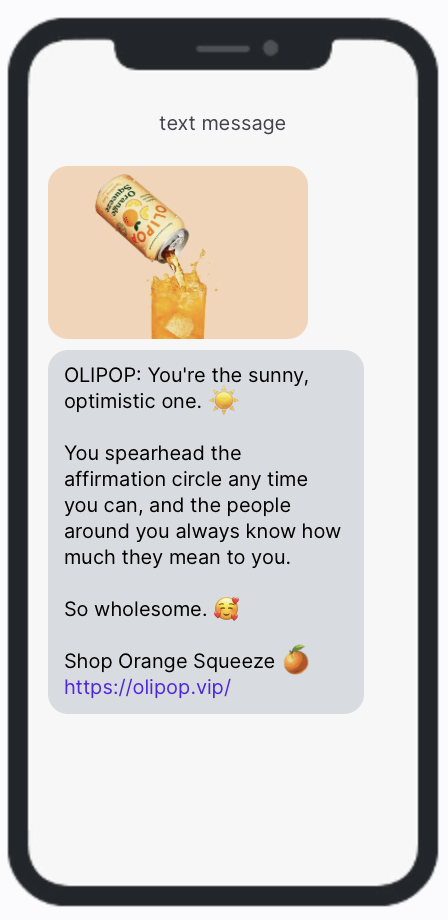 text message
Orange
Squeeze
OLIPOP
OLIPOP: You're the sunny,
optimistic one. ☀️
You spearhead the
affirmation circle any time
you can, and the people
around you always know how
much they mean to you.
So wholesome. 🥰
Shop Orange Squeeze 🍊
https://olipop.vip/